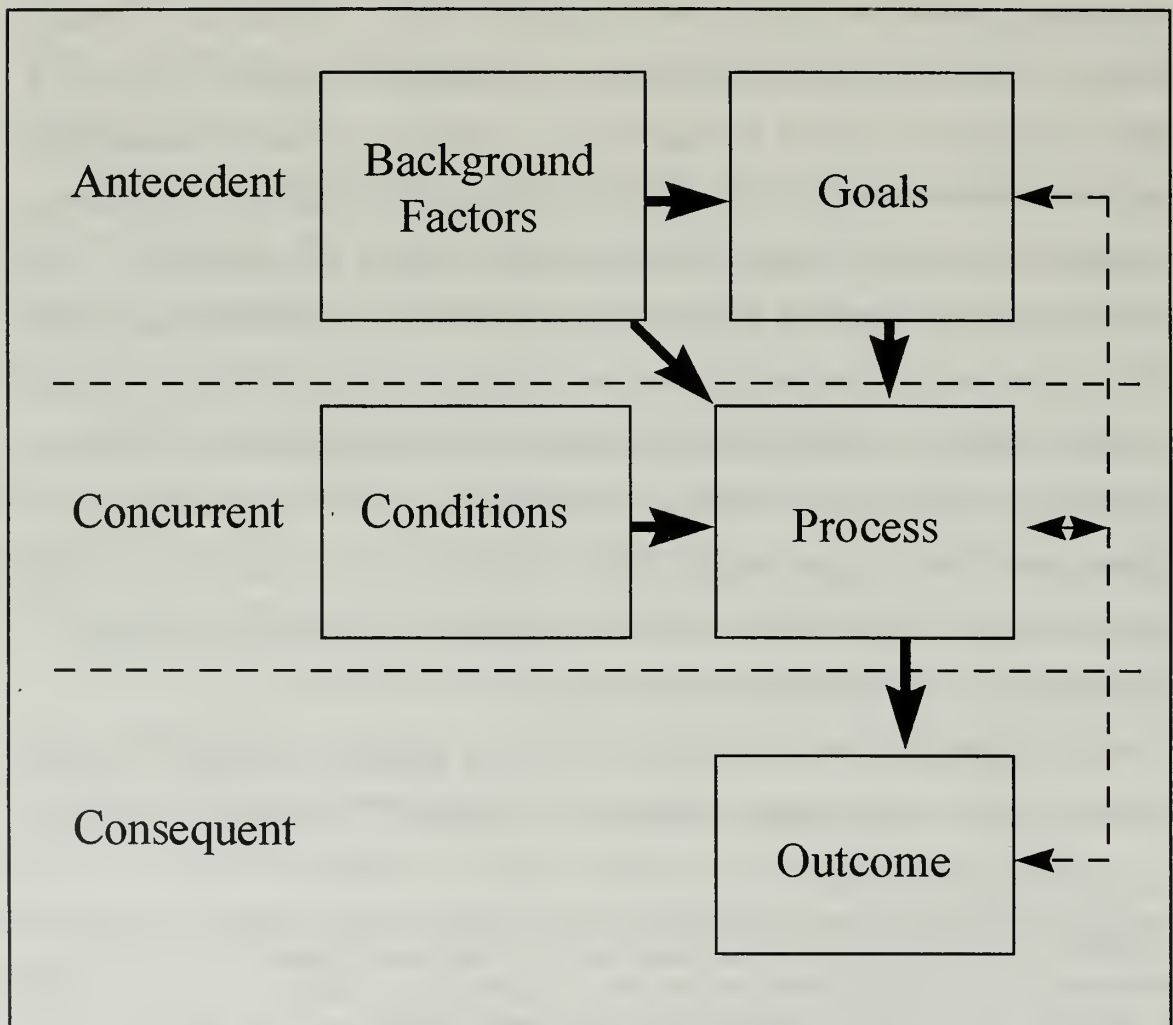 Antecedent
Background
Factors
Goals
Concurrent
Conditions
Process
Consequent
Outcome